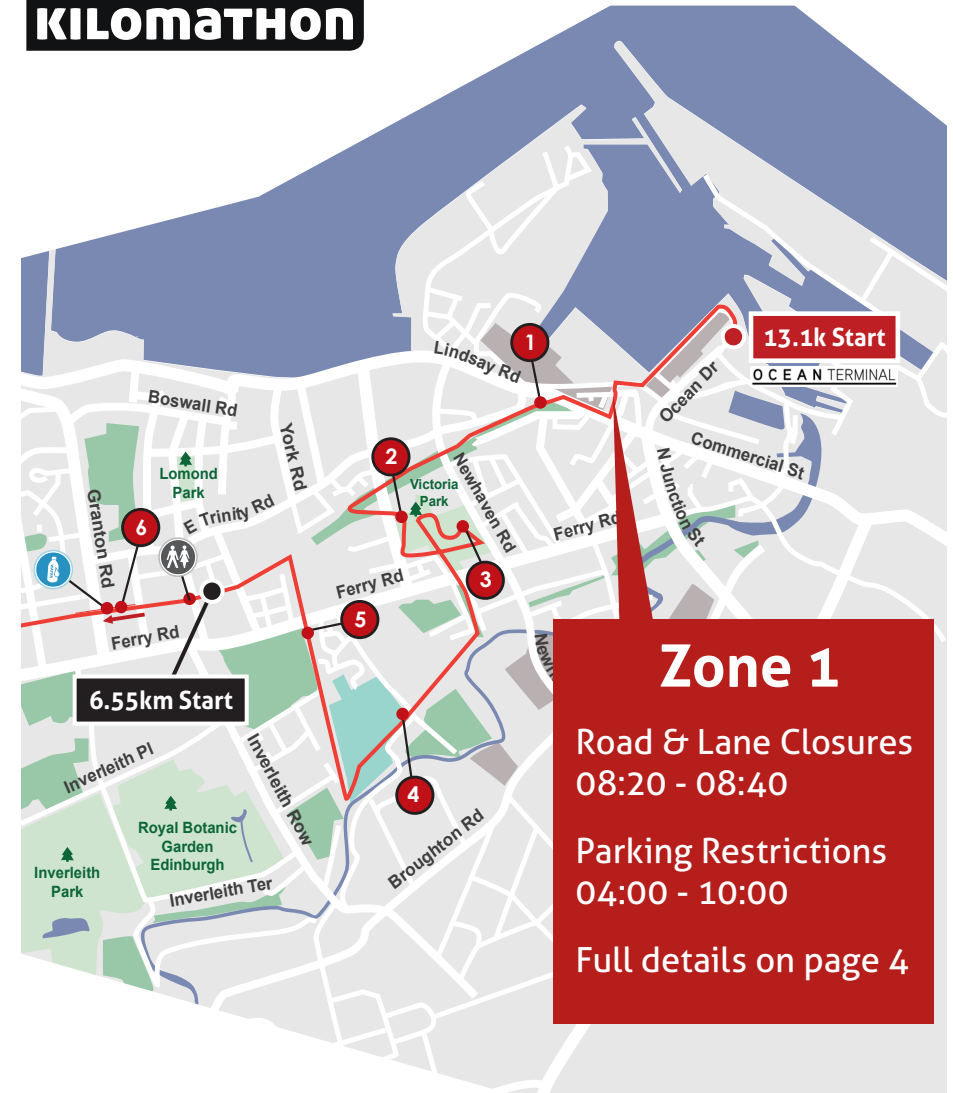 KILOMATHON
1
13.1k Start
OCEAN TERMINAL
Lindsay Rd
Ocean Dr
Boswall Rd
York Rd
2
Commercial St
Newhaven Rd
N Junction St
Lomond
Park
Victoria
Park
Granton Rd
6
E Trinity Rd
Ferry Rd
3
Ferry Rd
5
Ferry Rd
6.55km Start
4
Inverleith Pl
Inverleith Row
Royal Botanic
Garden
Edinburgh
Inverleith
Park
Inverleith Ter
Broughton Rd
Zone 1
Road & Lane Closures
08:20 - 08:40
Parking Restrictions
04:00 - 10:00
Full details on page 4